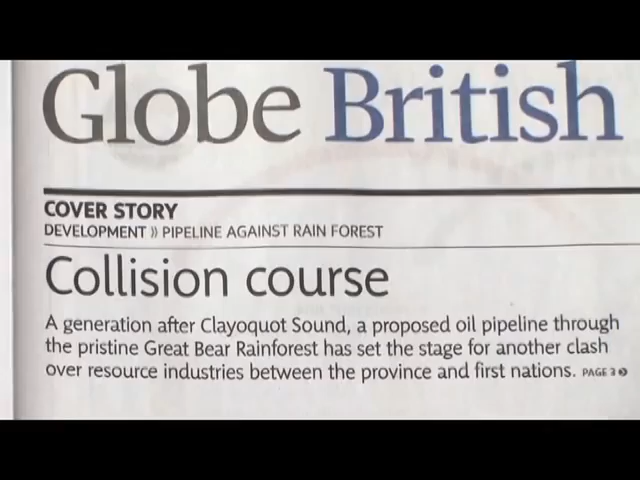 Globe British
COVER STORY
DEVELOPMENT » PIPELINE AGAINST RAIN FOREST
Collision course
A generation after Clayoquot Sound, a proposed oil pipeline through
the pristine Great Bear Rainforest has set the stage for another clash
over resource industries between the province and first nations. PAGE 3